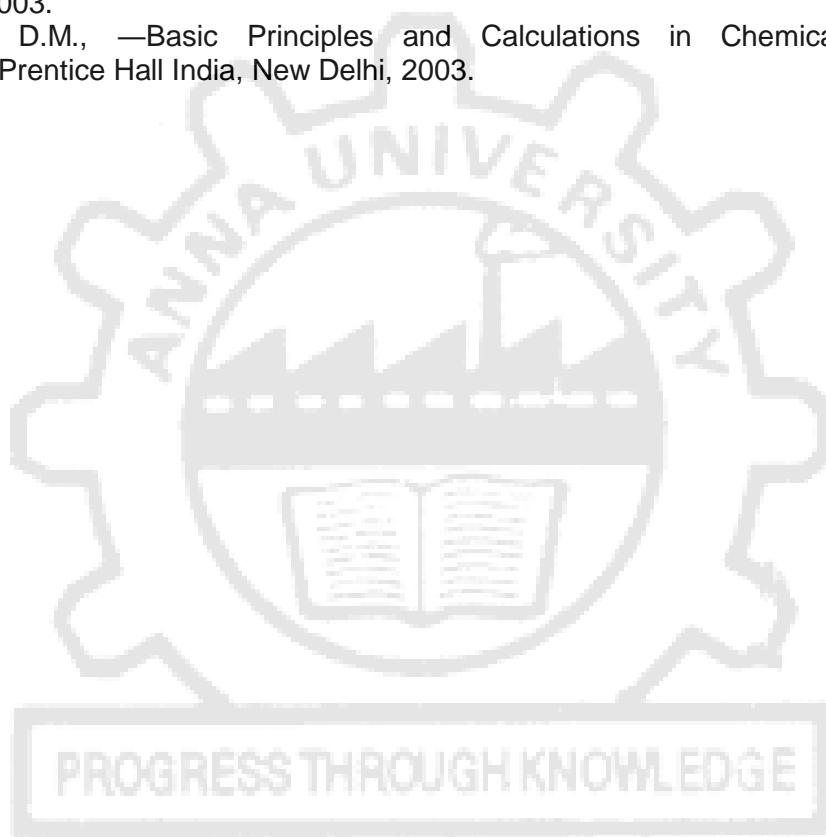 003.
D.M., —Basic Principles and Calculations in Chemica
Prentice Hall India, New Delhi, 2003.
ANNA UNIVERSITY
PROGRESS THROUGH KNOWLEDGE